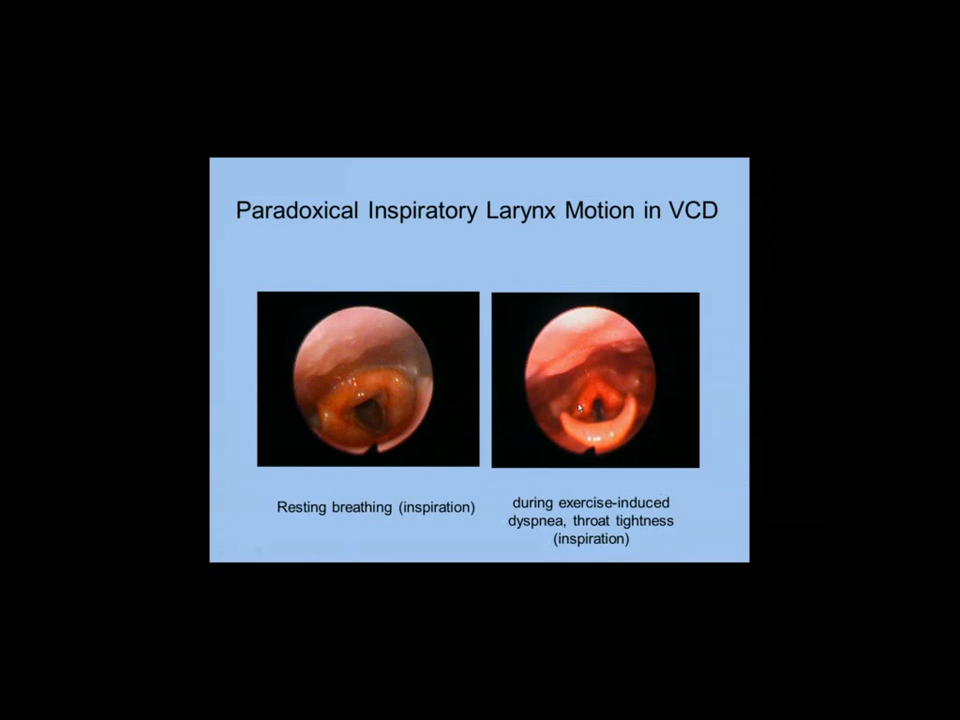 Paradoxical Inspiratory Larynx Motion in VCD
Resting breathing (inspiration)
during exercise-induced
dyspnea, throat tightness
(inspiration)